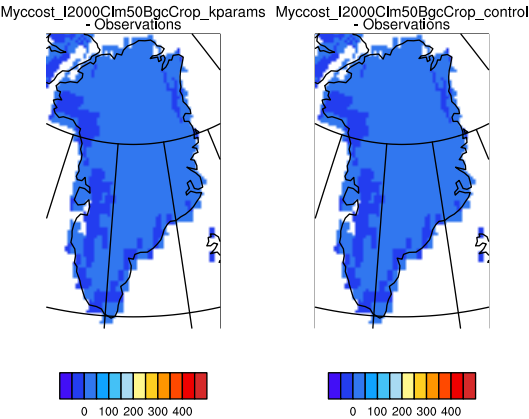 Myccost_I2000Clm50BgcCrop_kparams
- Observations
Myccost_I2000Clm50BgcCrop_control
- Observations
0 100 200 300 400
0 100 200 300 400